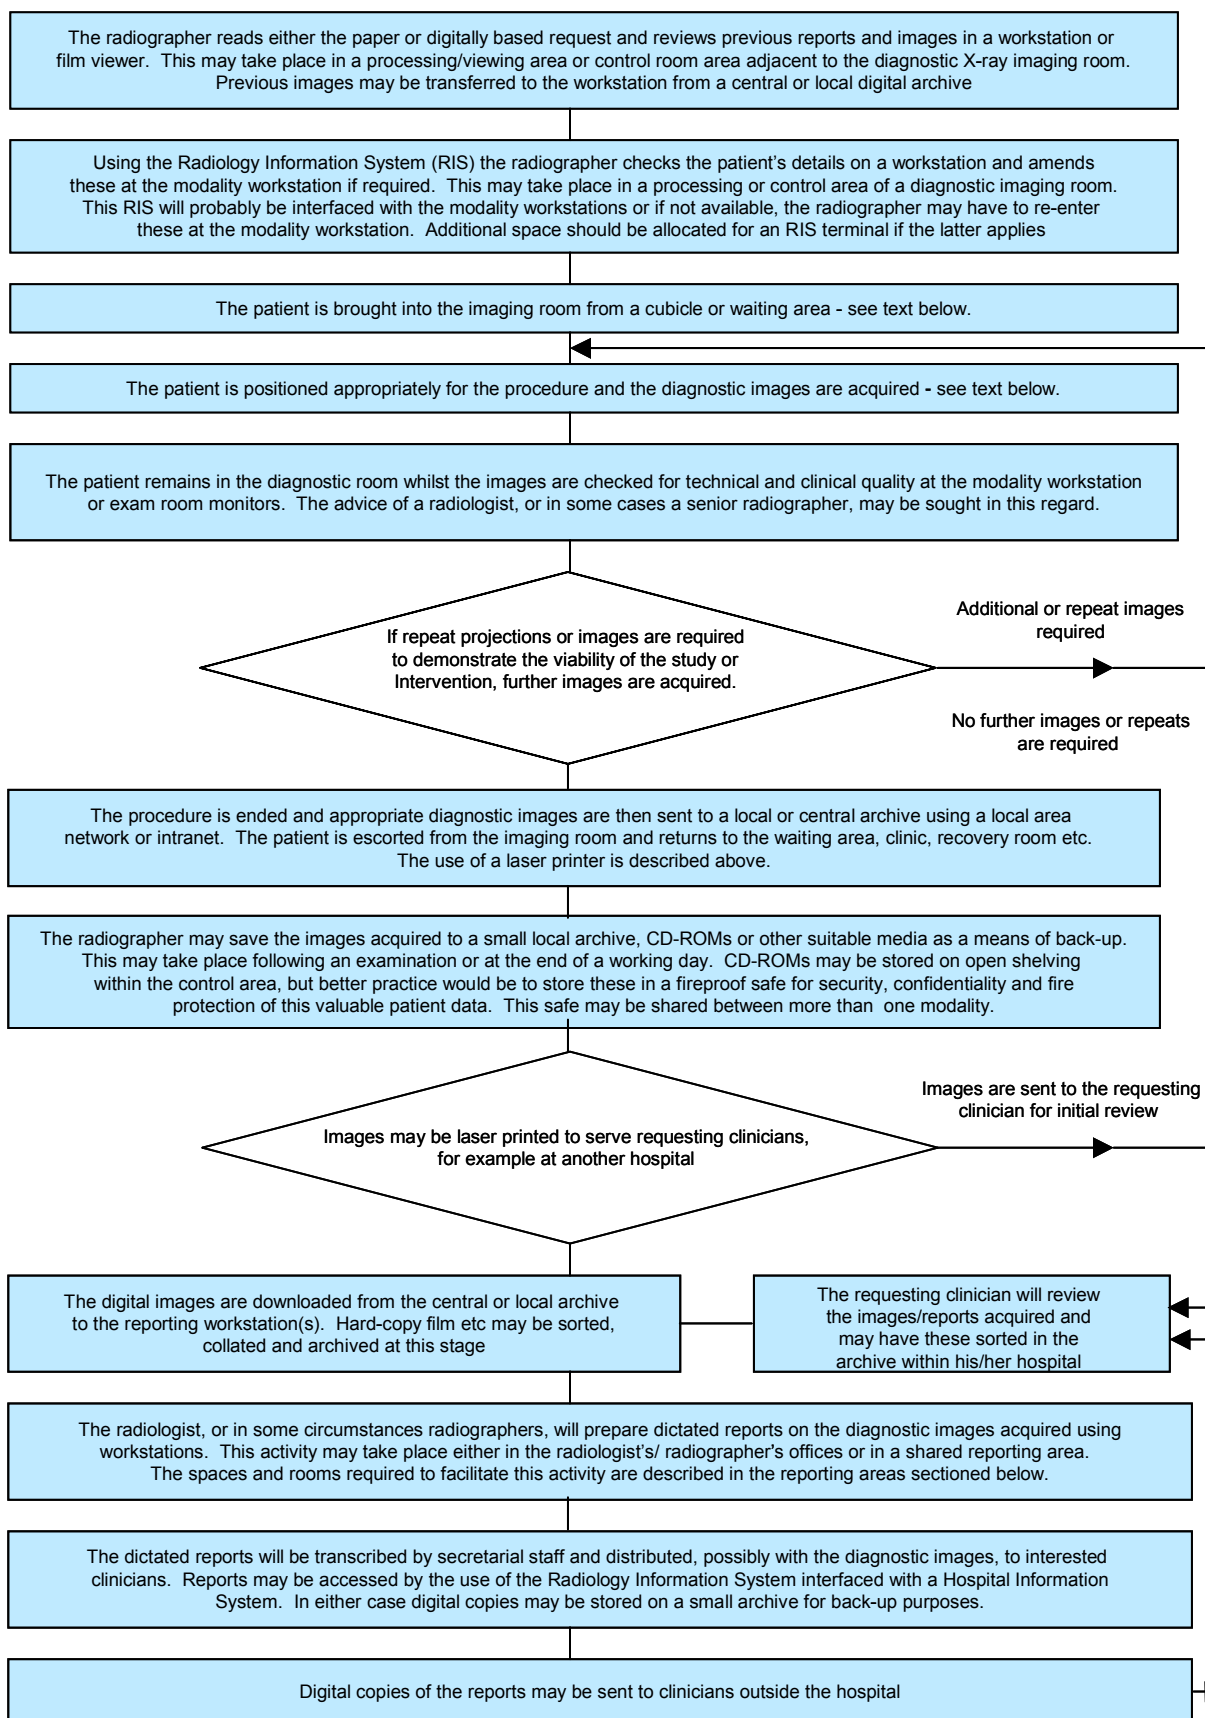 The radiographer reads either the paper or digitally based request and reviews previous reports and images in a workstation or
film viewer.  This may take place in a processing/viewing area or control room area adjacent to the diagnostic X-ray imaging room.
Previous images may be transferred to the workstation from a central or local digital archive
Using the Radiology Information System (RIS) the radiographer checks the patient's details on a workstation and amends
these at the modality workstation if required.  This may take place in a processing or control area of a diagnostic imaging room.
This RIS will probably be interfaced with the modality workstations or if not available, the radiographer may have to re-enter
these at the modality workstation.  Additional space should be allocated for an RIS terminal if the latter applies
The patient is brought into the imaging room from a cubicle or waiting area - see text below.
The patient is positioned appropriately for the procedure and the diagnostic images are acquired - see text below.
The patient remains in the diagnostic room whilst the images are checked for technical and clinical quality at the modality workstation
or exam room monitors.  The advice of a radiologist, or in some cases a senior radiographer, may be sought in this regard.
If repeat projections or images are required
to demonstrate the viability of the study or
Intervention, further images are acquired.
Additional or repeat images
required
No further images or repeats
are required
The procedure is ended and appropriate diagnostic images are then sent to a local or central archive using a local area
network or intranet.  The patient is escorted from the imaging room and returns to the waiting area, clinic, recovery room etc.
The use of a laser printer is described above.
The radiographer may save the images acquired to a small local archive, CD-ROMs or other suitable media as a means of back-up.
This may take place following an examination or at the end of a working day.  CD-ROMs may be stored on open shelving
within the control area, but better practice would be to store these in a fireproof safe for security, confidentiality and fire
protection of this valuable patient data.  This safe may be shared between more than  one modality.
Images may be laser printed to serve requesting clinicians,
for example at another hospital
Images are sent to the requesting
clinician for initial review
The digital images are downloaded from the central or local archive
to the reporting workstation(s).  Hard-copy film etc may be sorted,
collated and archived at this stage
The requesting clinician will review
the images/reports acquired and
may have these sorted in the
archive within his/her hospital
The radiologist, or in some circumstances radiographers, will prepare dictated reports on the diagnostic images acquired using
workstations.  This activity may take place either in the radiologist's/ radiographer's offices or in a shared reporting area.
The spaces and rooms required to facilitate this activity are described in the reporting areas sectioned below.
The dictated reports will be transcribed by secretarial staff and distributed, possibly with the diagnostic images, to interested
clinicians.  Reports may be accessed by the use of the Radiology Information System interfaced with a Hospital Information
System.  In either case digital copies may be stored on a small archive for back-up purposes.
Digital copies of the reports may be sent to clinicians outside the hospital